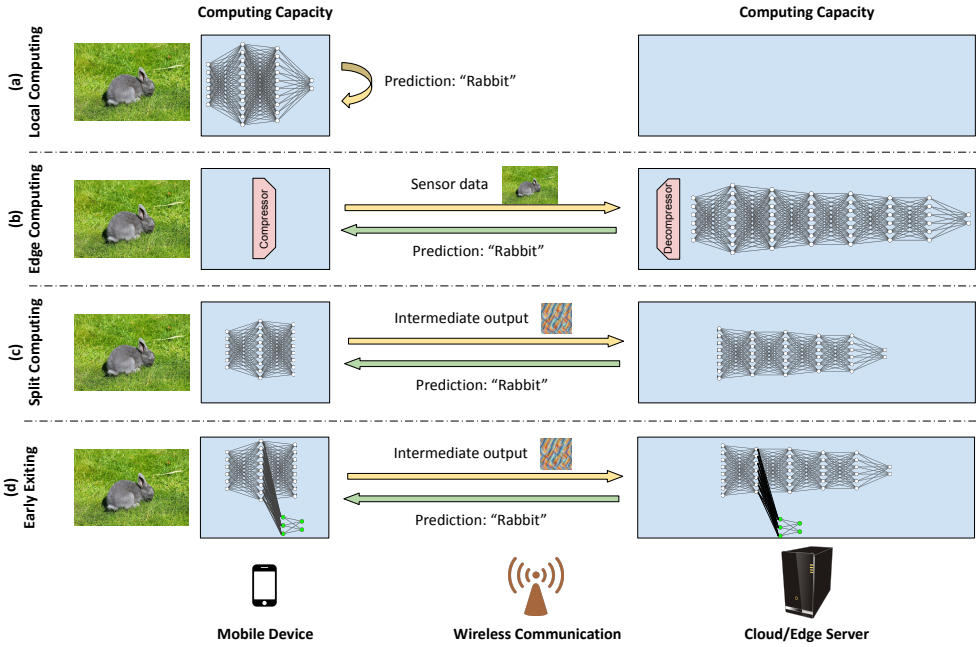 Computing Capacity
Computing Capacity
(a)
Local Computing
Prediction: “Rabbit”
(b)
Edge Computing
Compressor
Sensor data
Prediction: “Rabbit”
Decompressor
(c)
Split Computing
Intermediate output
Prediction: “Rabbit”
(d)
Early Exiting
Intermediate output
Prediction: “Rabbit”
Mobile Device
Wireless Communication
Cloud/Edge Server